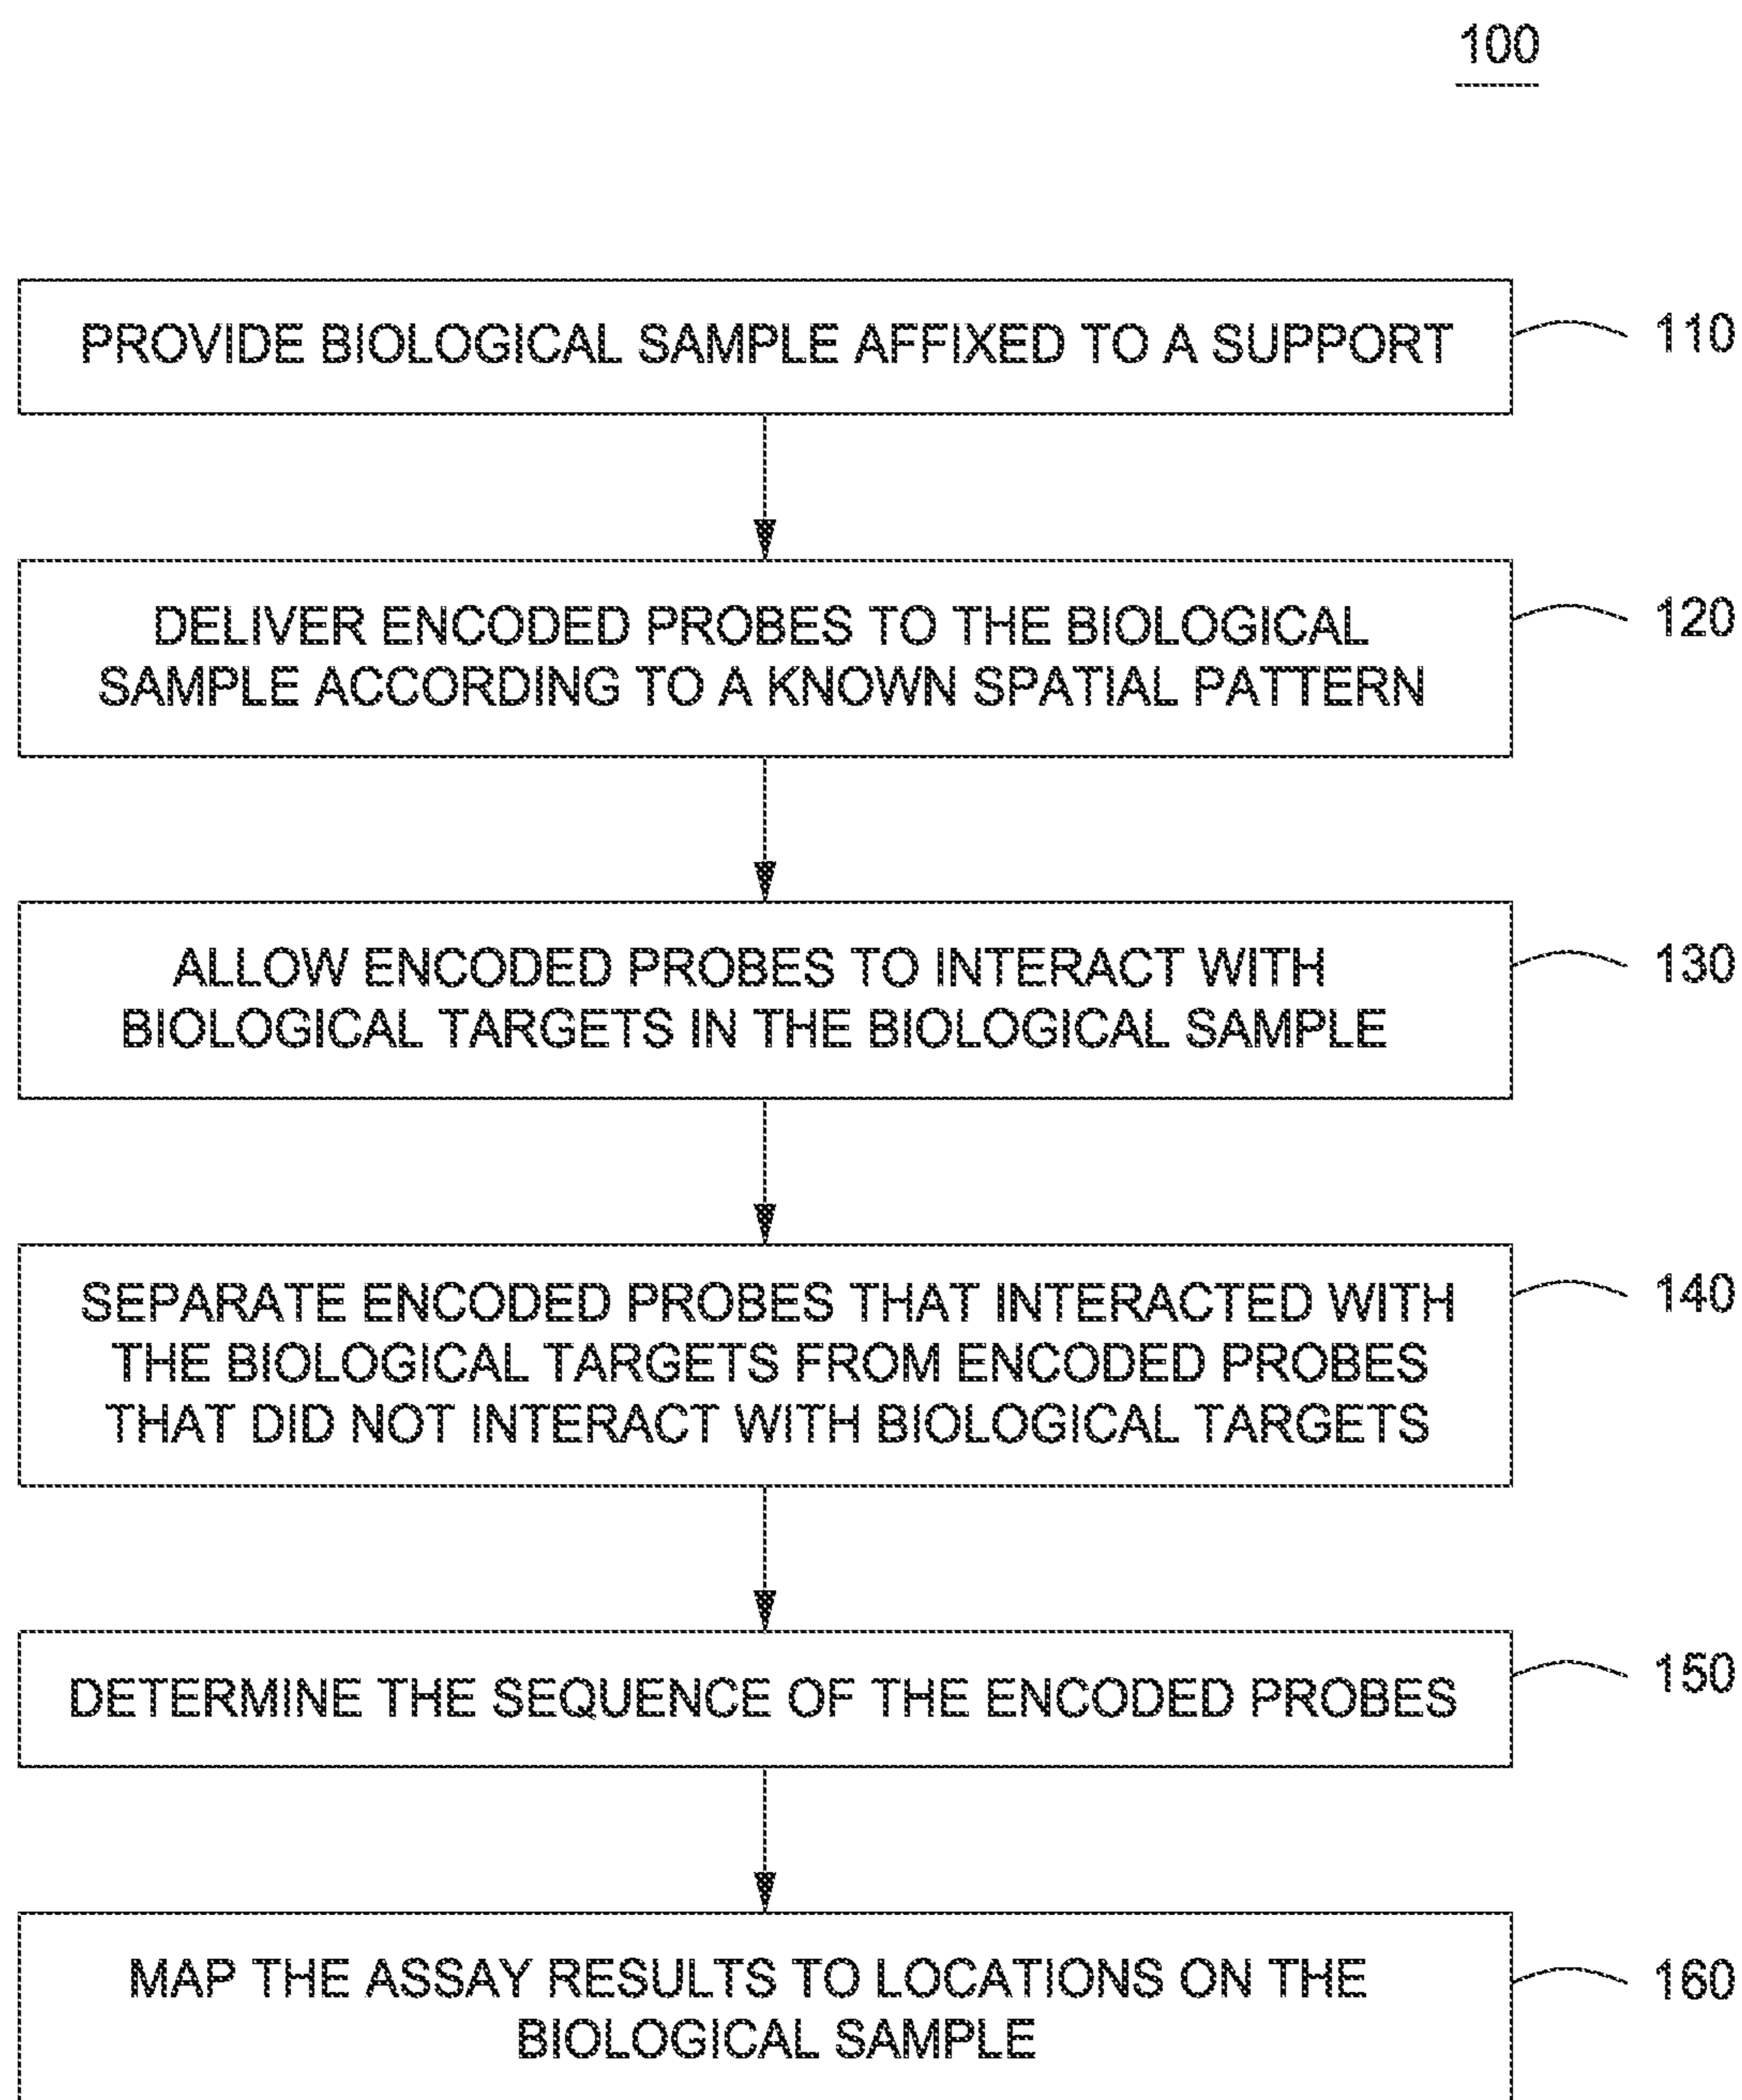 100
PROVIDE BIOLOGICAL SAMPLE AFFIXED TO A SUPPORT
110
DELIVER ENCODED PROBES TO THE BIOLOGICAL
SAMPLE ACCORDING TO A KNOWN SPATIAL PATTERN
120
ALLOW ENCODED PROBES TO INTERACT WITH
BIOLOGICAL TARGETS IN THE BIOLOGICAL SAMPLE
130
SEPARATE ENCODED PROBES THAT INTERACTED WITH
THE BIOLOGICAL TARGETS FROM ENCODED PROBES
THAT DID NOT INTERACT WITH BIOLOGICAL TARGETS
140
DETERMINE THE SEQUENCE OF THE ENCODED PROBES
150
MAP THE ASSAY RESULTS TO LOCATIONS ON THE
BIOLOGICAL SAMPLE
160